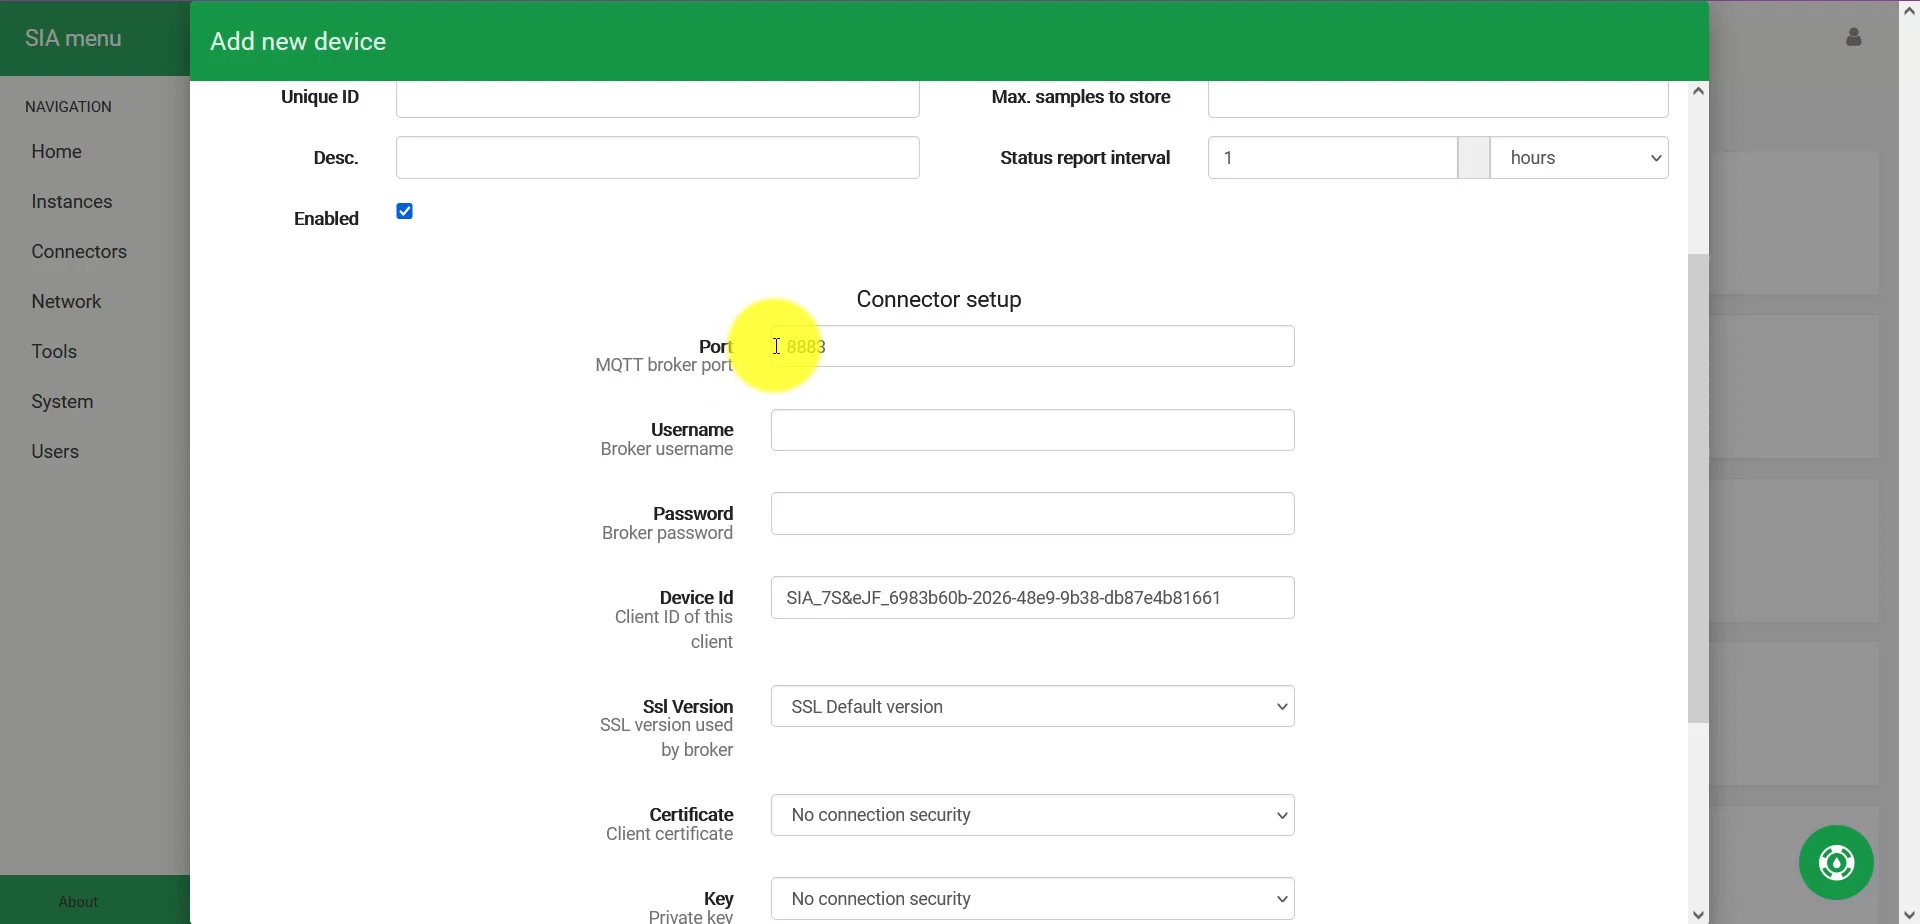 SIA menu
Add new device
NAVIGATION
Home
Instances
Connectors
Network
Tools
System
Users
About
Unique ID
Max. samples to store
Desc.
Status report interval
1
hours
Enabled
Connector setup
Port
MQTT broker port
8883
Username
Broker username
Password
Broker password
Device Id
Client ID of this
client
SIA_7S&eJF_6983b60b-2026-48e9-9b38-db87e4b81661
Ssl Version
SSL version used
by broker
SSL Default version
Certificate
Client certificate
No connection security
Key
Private key
No connection security